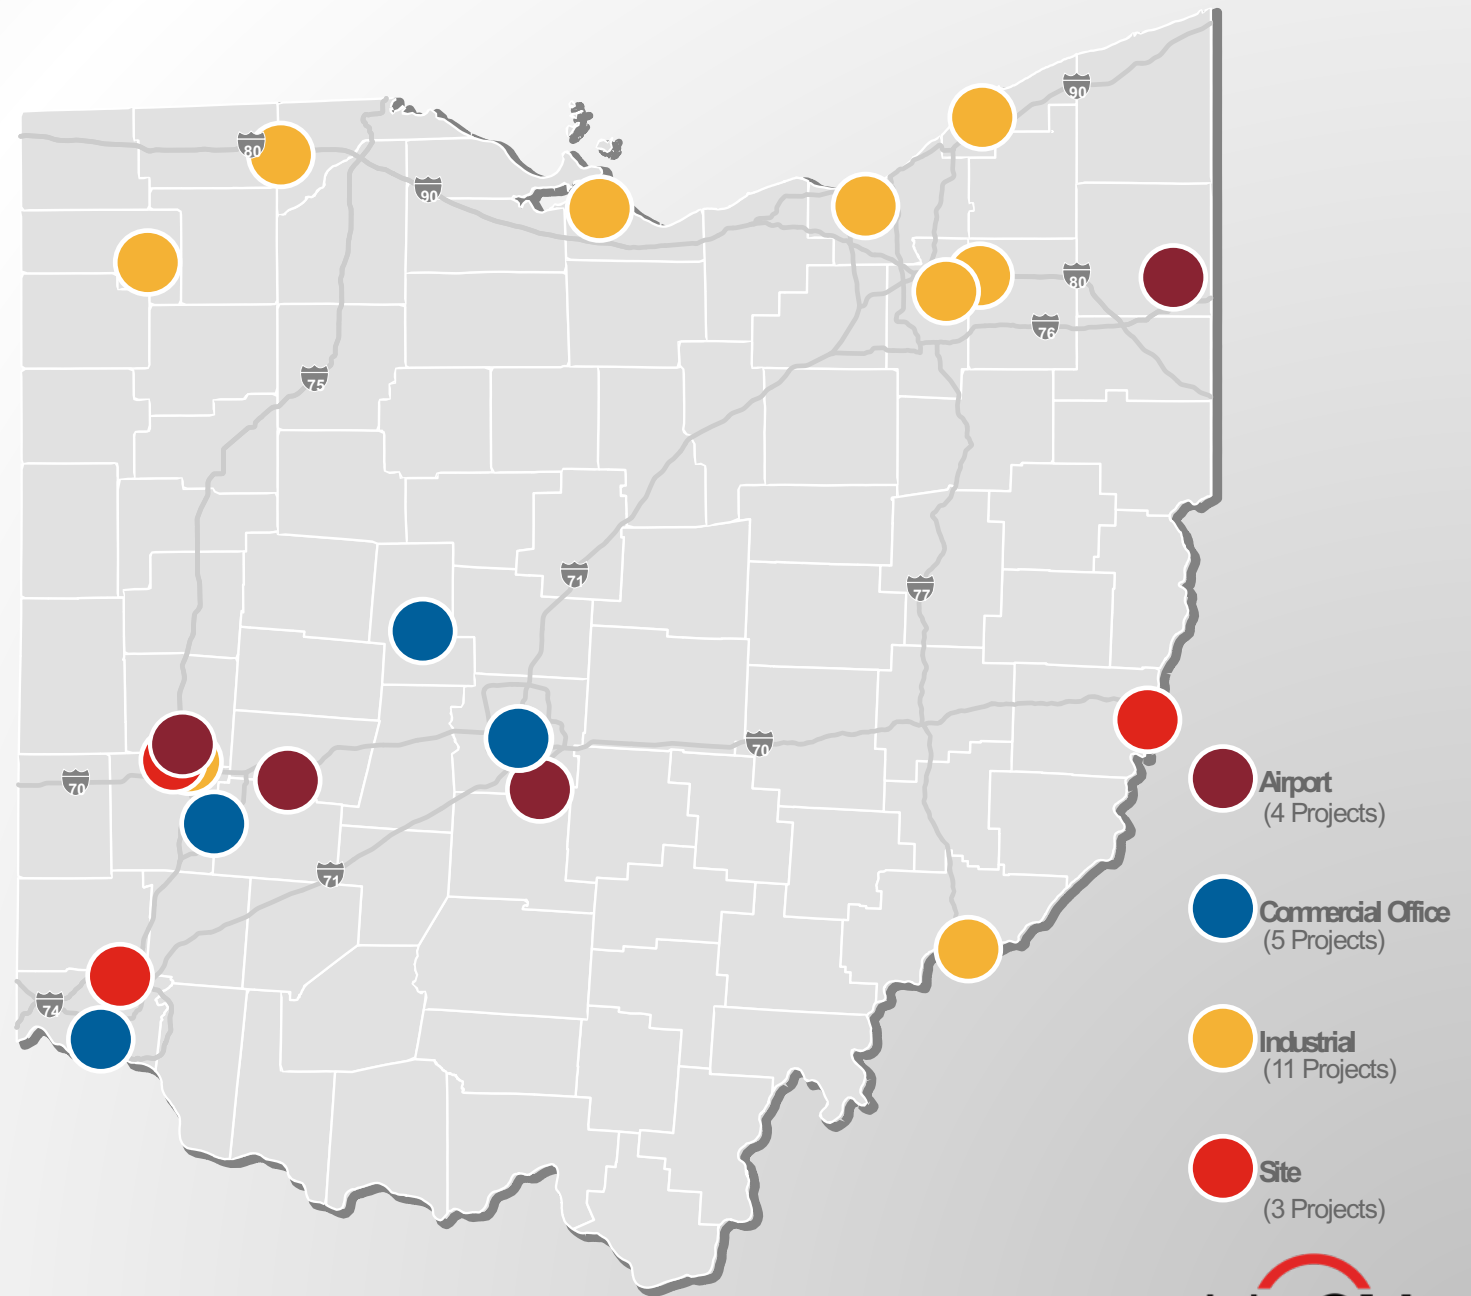 90
80
90
80
76
75
71
77
70
70
71
74
Airport
(4 Projects)
Commercial Office
(5 Projects)
Industrial
(11 Projects)
Site
(3 Projects)